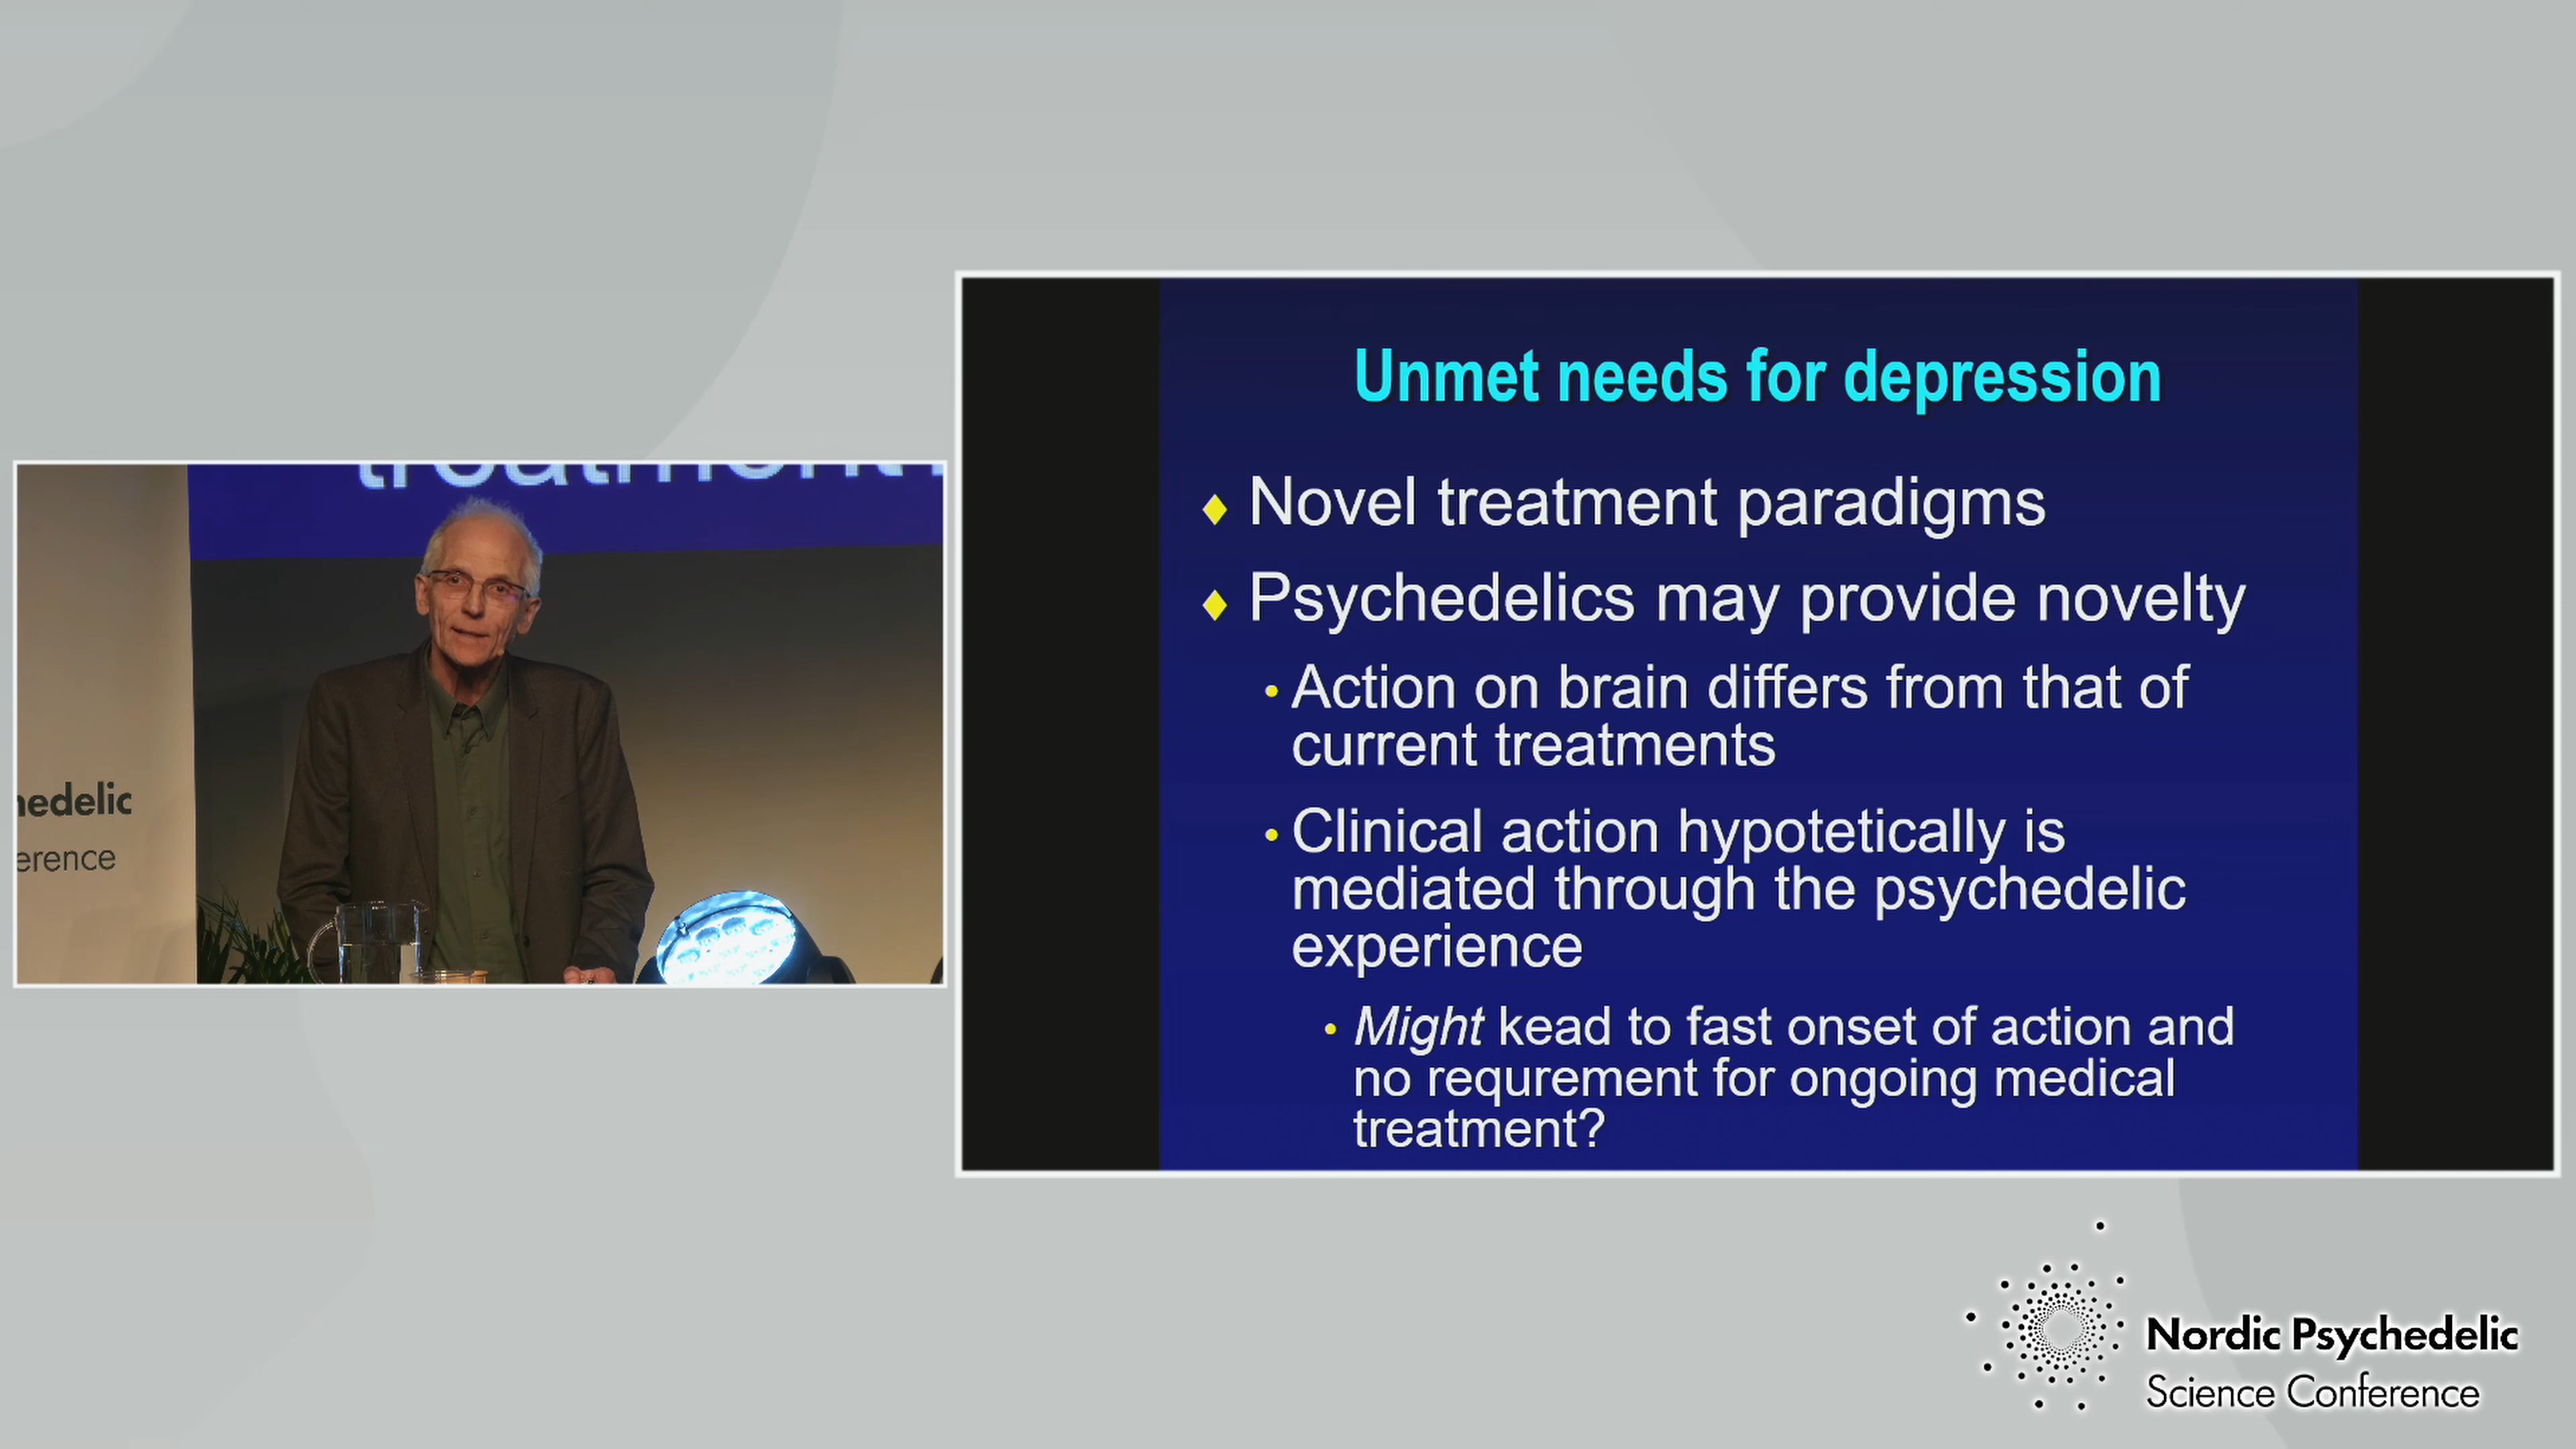 treatment
hedelic
erence
Unmet needs for depression
Novel treatment paradigms
Psychedelics may provide novelty
Action on brain differs from that of
current treatments
Clinical action hypotetically is
mediated through the psychedelic
experience
Might kead to fast onset of action and
no requrement for ongoing medical
treatment?
Nordic Psychedelic
Science Conference